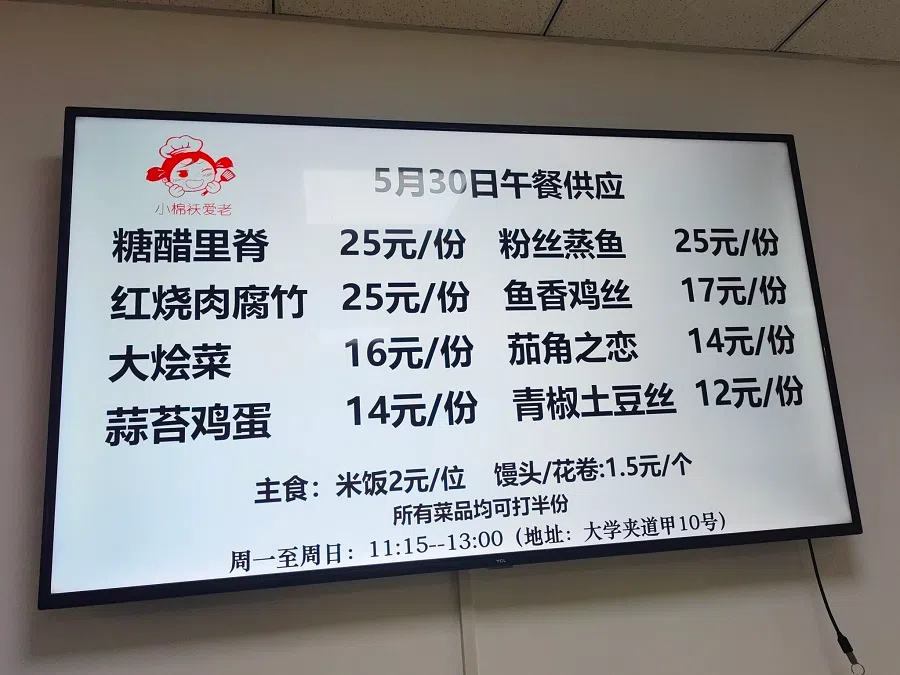 小棉袄爱老
5月30日午餐供应
糖醋里脊 25元/份 粉丝蒸鱼 25元/份
红烧肉腐竹 25元/份 鱼香鸡丝 17元/份
大烩菜 16元/份 茄角之恋 14元/份
蒜苔鸡蛋 14元/份 青椒土豆丝 12元/份
主食：米饭2元/位 馒头/花卷:1.5元/个
所有菜品均可打半份
周一至周日：11:15--13:00（地址：大学夹道甲10号）
TCL